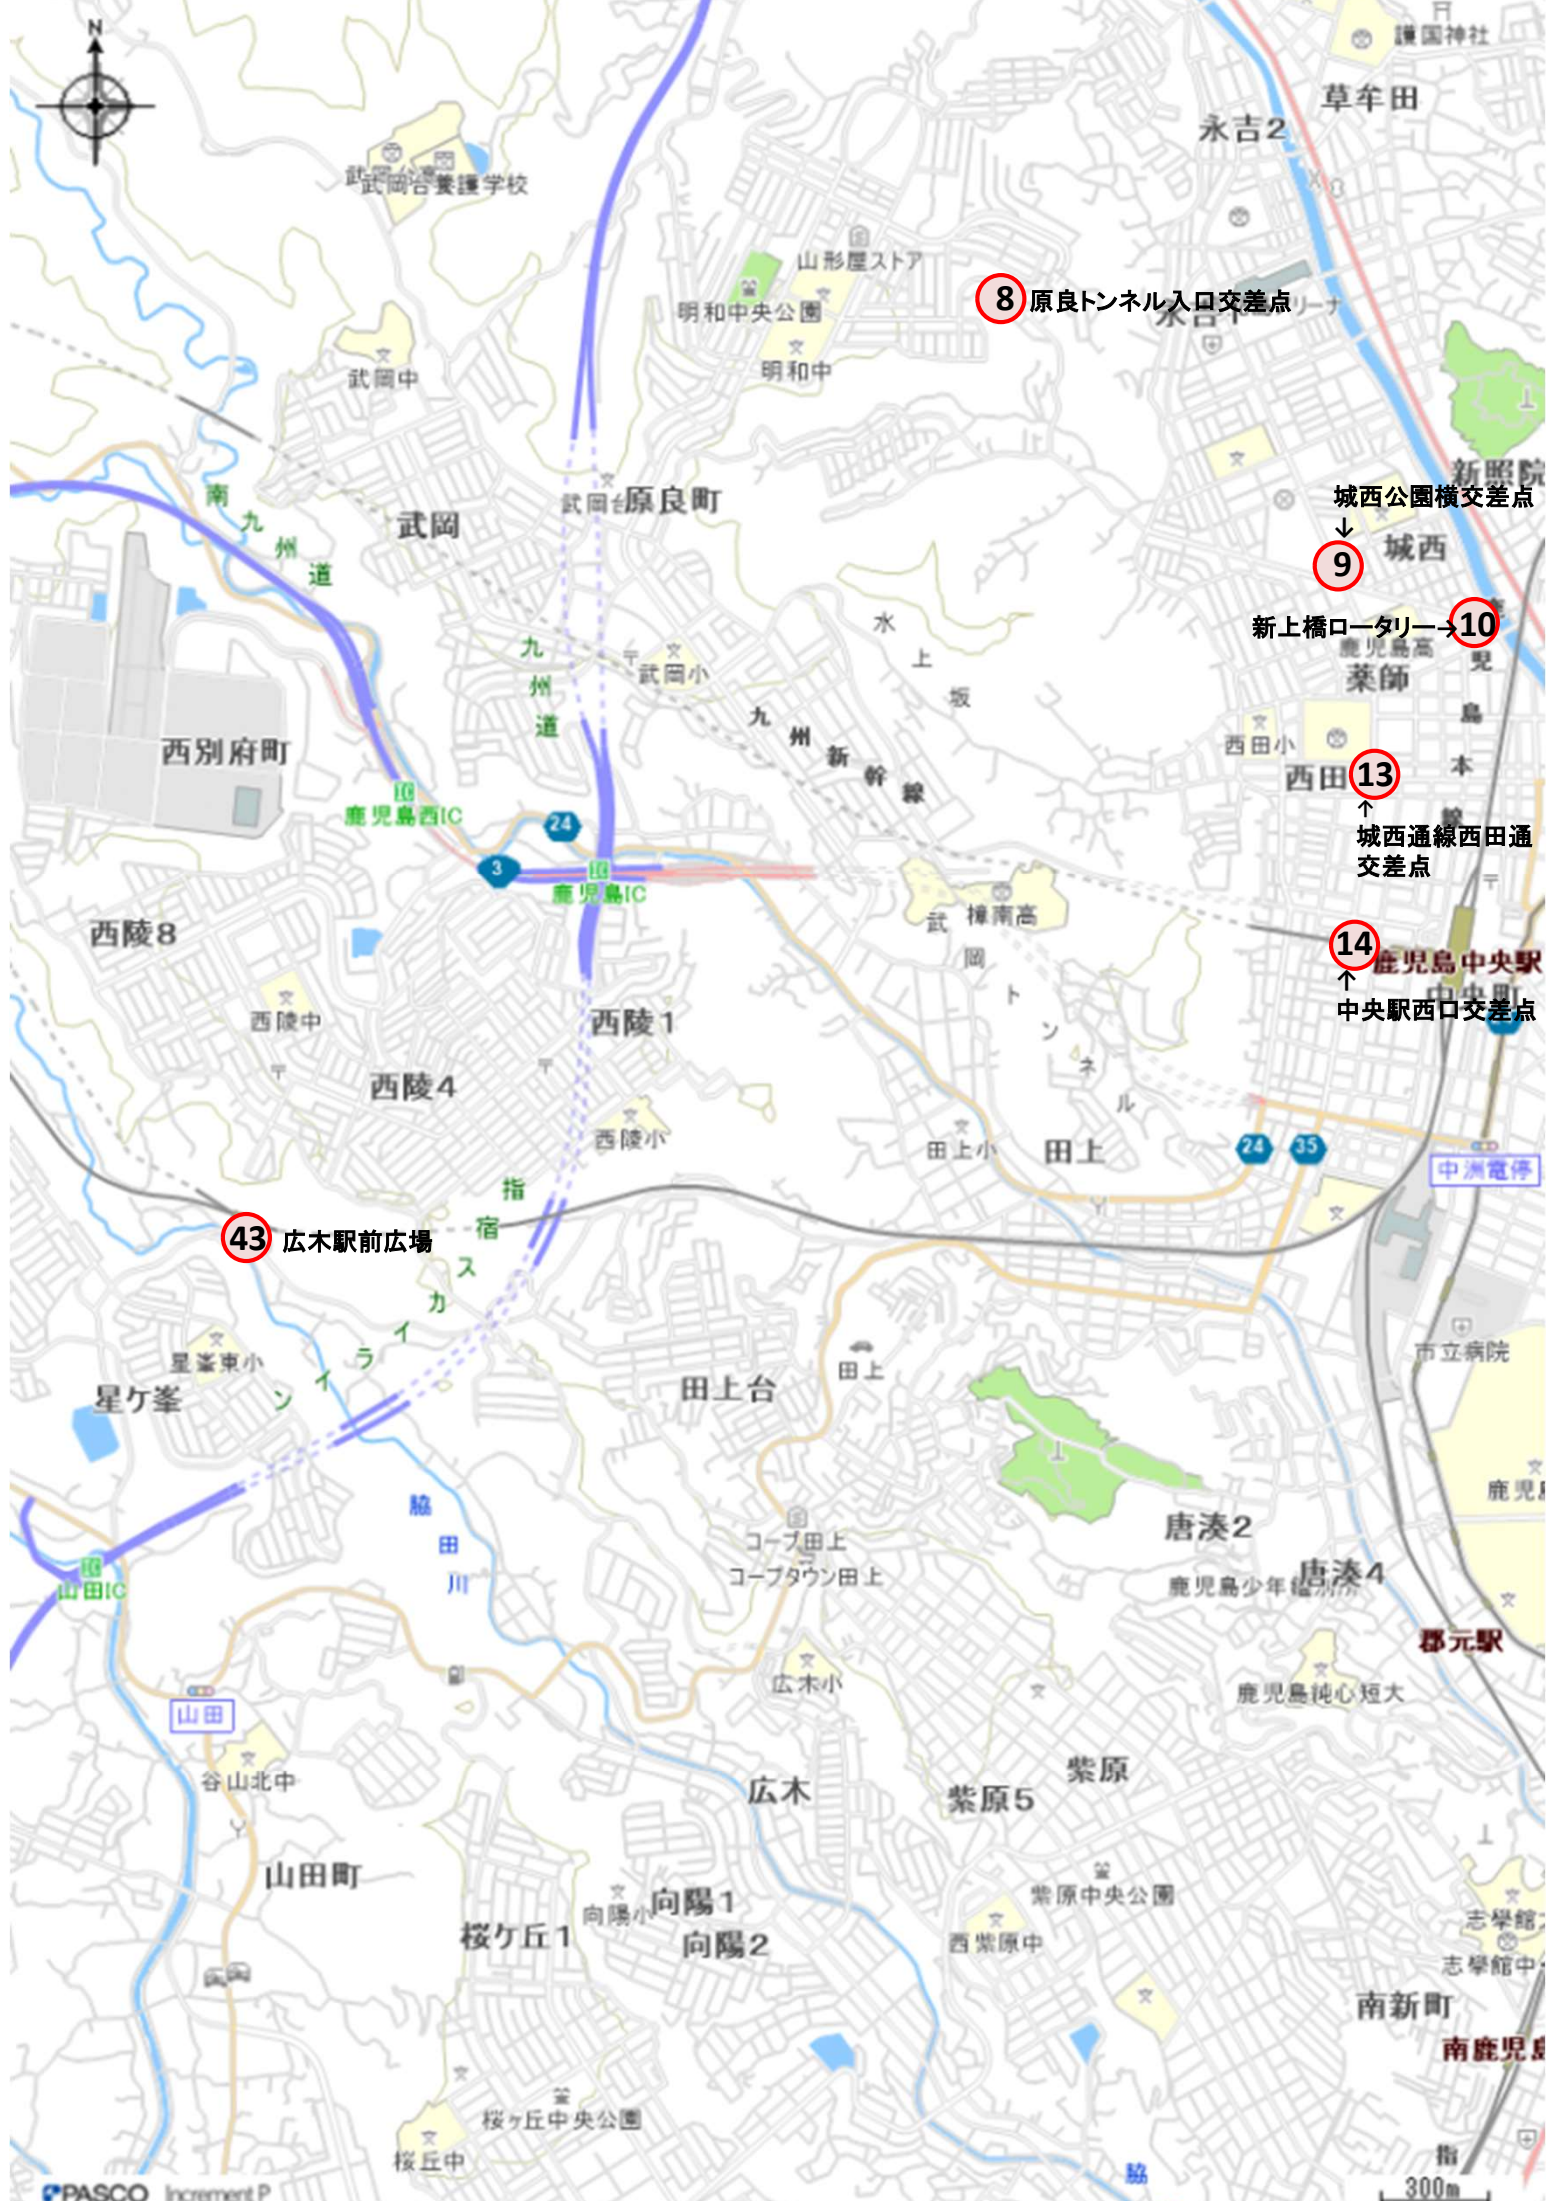 N
護国神社
草牟田
永吉2
武岡台養護学校
山形屋ストア
8 原良トンネル入口交差点
明和中央公園
明和中
武岡中
新照院
城西公園横交差点
↓
南九州道
武岡
原良町
城西
9
新上橋ロータリー→10
鹿児島高
薬師
水上坂
九州道
武岡小
九州新幹線
鹿児島本線
西別府町
西田小
西田
13
↑
城西通線西田通
交差点
IC
鹿児島西IC
24
3
IC
鹿児島IC
樟南高
武岡トンネル
西陵8
14
鹿児島中央駅
↑
中央町
中央駅西口交差点
西陵中
西陵1
西陵4
西陵小
田上小
田上
24
35
中洲電停
43 広木駅前広場
指宿スカイライン
星峯東小
星ケ峯
田上台
田上
市立病院
脇田川
コープ田上
コープタウン田上
唐湊2
唐湊4
IC
山田IC
郡元駅
広木小
鹿児島純心短大
山田
谷山北中
広木
紫原
紫原5
山田町
向陽小
向陽1
向陽2
紫原中央公園
桜ケ丘1
西紫原中
志學館
志學館中
南新町
桜ヶ丘中央公園
桜丘中
脇
指
PASCO Increment P
300m